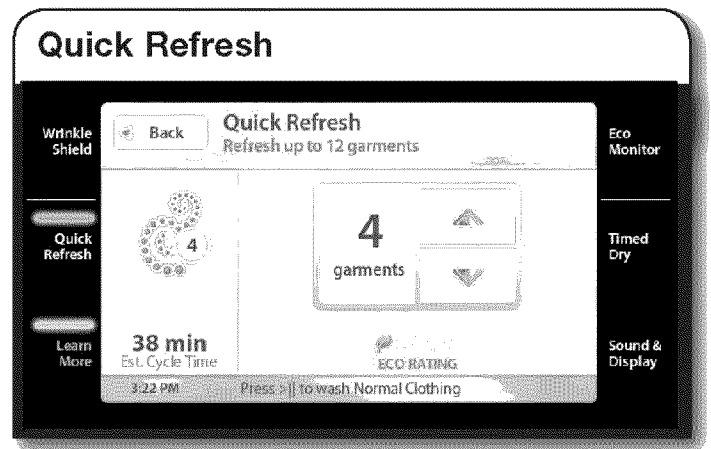 Quick Refresh
Wrinkle
Shield
Back
Quick Refresh
Refresh up to 12 garments
Eco
Monitor
Quick
Refresh
4
4
garments
Timed
Dry
Learn
More
38 min
Est. Cycle Time
ECO RATING
Sound &
Display
3:22 PM
Press >|| to wash Normal Clothing